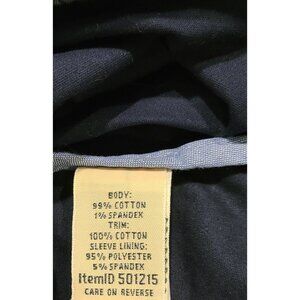 BODY:
99% COTTON
1% SPANDEX
TRIM:
100% COTTON
SLEEVE LINING:
95% POLYESTER
5% SPANDEX
ItemID 501215
CARE ON REVERSE